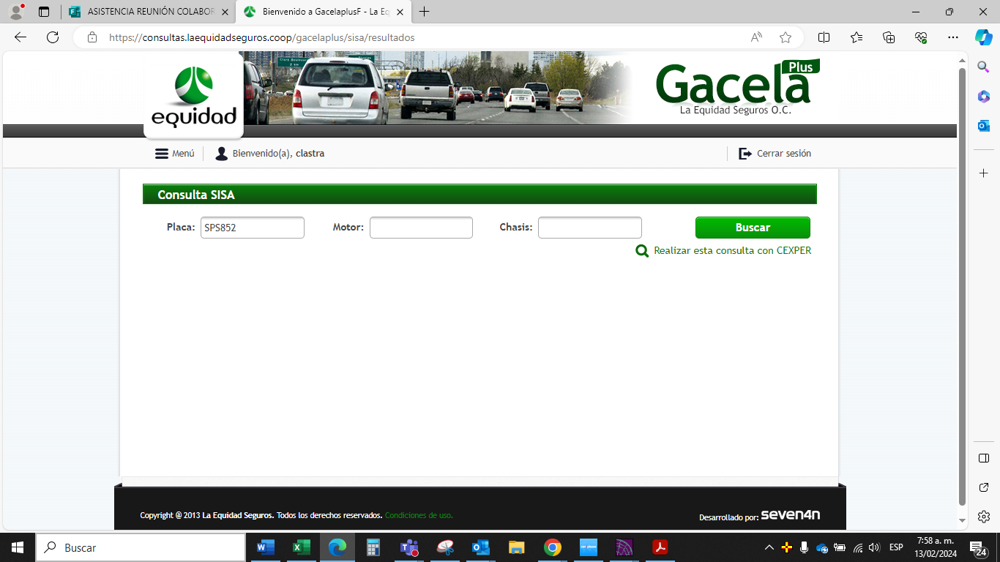 ASISTENCIA REUNIÓN COLABOR
Bienvenido a GacelaplusF - La Eq
https://consultas.laequidadseguros.coop/gacelaplus/sisa/resultados
equidad
Gacela Plus
La Equidad Seguros O.C.
Menú
Bienvenido(a), clastra
Cerrar sesión
Consulta SISA
Placa: SPS852 Motor: Chasis: Buscar
Realizar esta consulta con CEXPER
Copyright @ 2013 La Equidad Seguros. Todos los derechos reservados. Condiciones de uso.
Desarrollado por: seven4n
Buscar
ESP
7:58 a. m.
13/02/2024
24